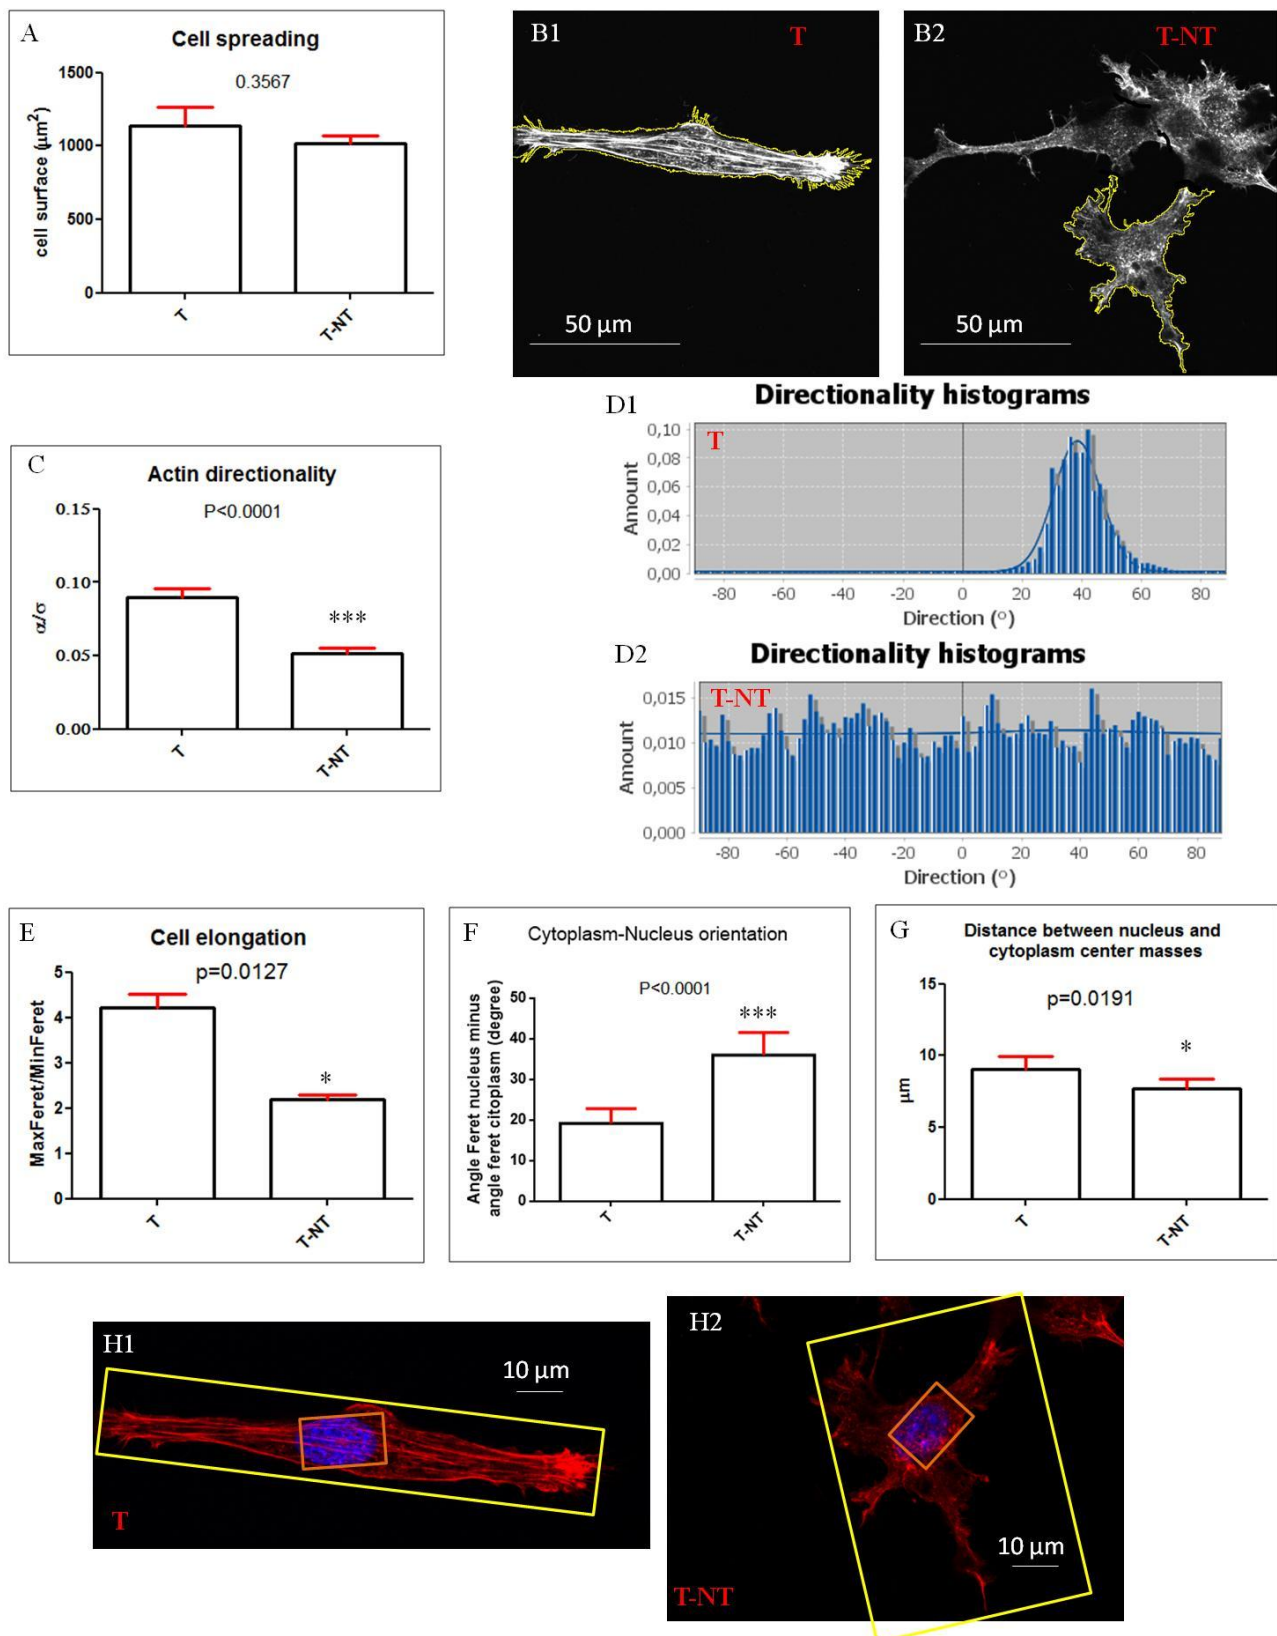 A
Cell spreading
0.3567
cell surface (µm²)
1500
1000
500
0
T
T-NT
B1
T
50 µm
B2
T-NT
50 µm
C
Actin directionality
P<0.0001
α/σ
0.15
0.10
0.05
0.00
***
T
T-NT
D1
Directionality histograms
T
Amount
0,10
0,08
0,06
0,04
0,02
0,00
-80 -60 -40 -20 0 20 40 60 80
Direction (°)
D2
Directionality histograms
T-NT
Amount
0,015
0,010
0,005
0,000
-80 -60 -40 -20 0 20 40 60 80
Direction (°)
E
Cell elongation
p=0.0127
MaxFeret/MinFeret
5
4
3
2
1
0
*
T
T-NT
F
Cytoplasm-Nucleus orientation
P<0.0001
Angle Feret nucleus minus
angle feret citoplasm (degree)
50
40
30
20
10
0
***
T
T-NT
G
Distance between nucleus and
cytoplasm center masses
p=0.0191
µm
15
10
5
0
*
T
T-NT
H1
10 µm
T
H2
10 µm
T-NT